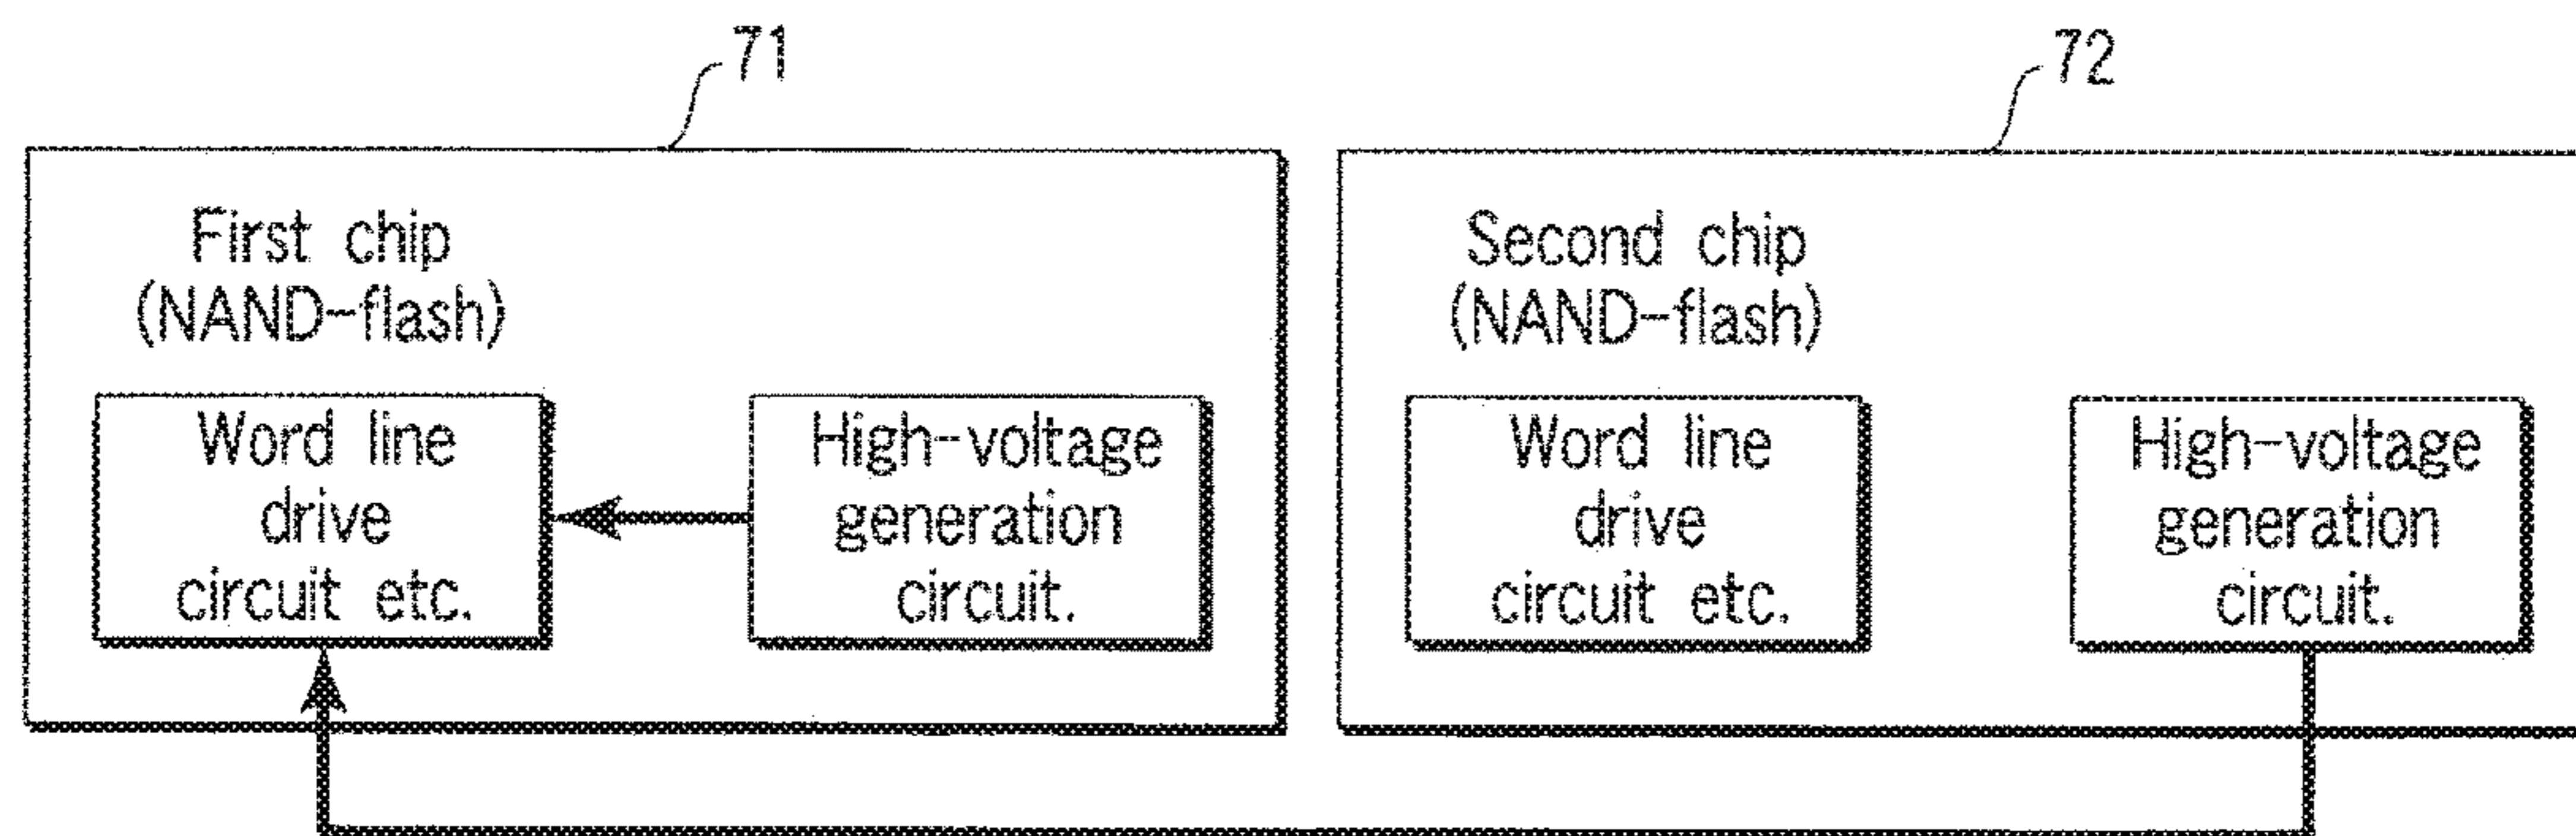 71
72
First chip
(NAND-flash)
Word line
drive
circuit etc.
High-voltage
generation
circuit.
Second chip
(NAND-flash)
Word line
drive
circuit etc.
High-voltage
generation
circuit.